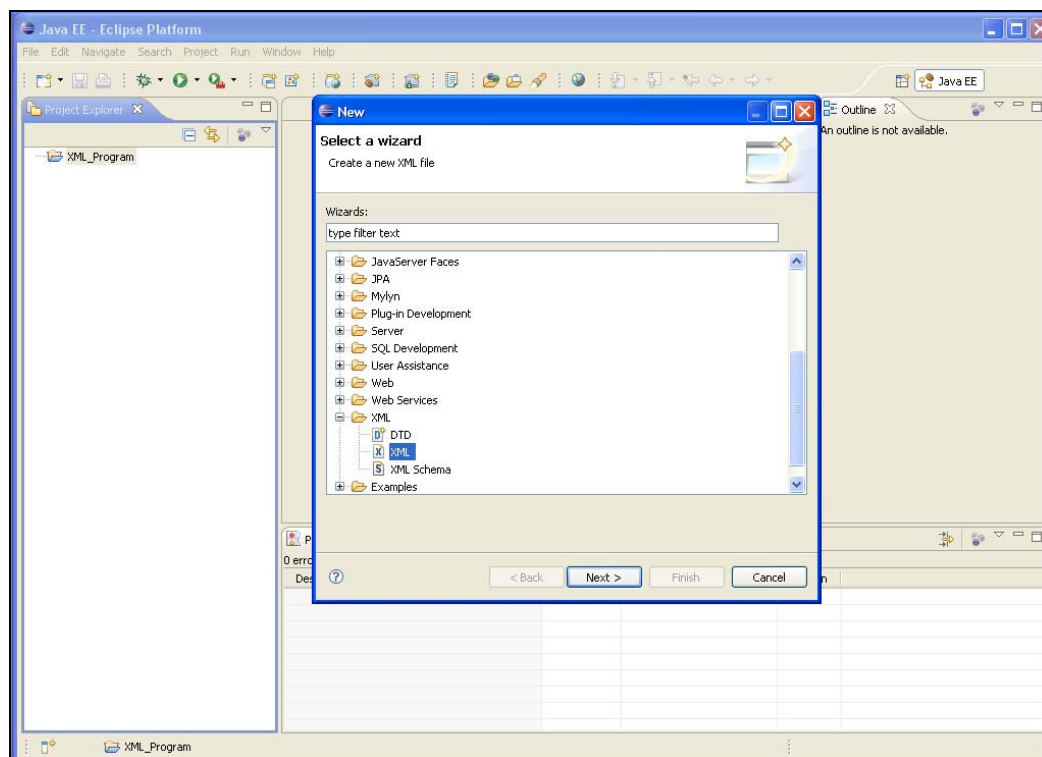 Java EE - Eclipse Platform
File Edit Navigate Search Project Run Window Help
Java EE
Project Explorer
XML_Program
New
Select a wizard
Create a new XML file
Wizards:
type filter text
JavaServer Faces
JPA
Mylyn
Plug-in Development
Server
SQL Development
User Assistance
Web
Web Services
XML
DTD
XML
XML Schema
Examples
< Back Next > Finish Cancel
Outline
An outline is not available.
0 erro
Des
XML_Program